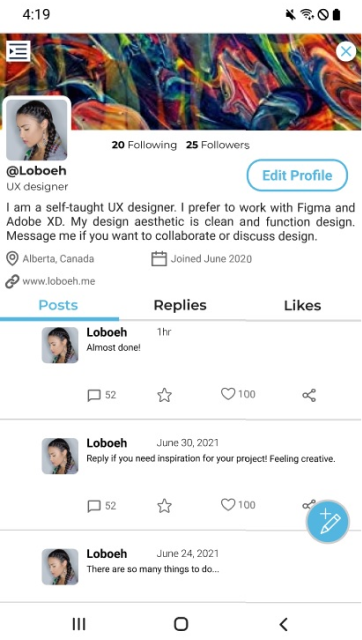 4:19
20 Following 25 Followers
@Loboeh
UX designer
Edit Profile
I am a self-taught UX designer. I prefer to work with Figma and
Adobe XD. My design aesthetic is clean and function design.
Message me if you want to collaborate or discuss design.
Alberta, Canada Joined June 2020
www.loboeh.me
Posts Replies Likes
Loboeh 1hr
Almost done!
52 100
Loboeh June 30, 2021
Reply if you need inspiration for your project! Feeling creative.
52 100
Loboeh June 24, 2021
There are so many things to do...